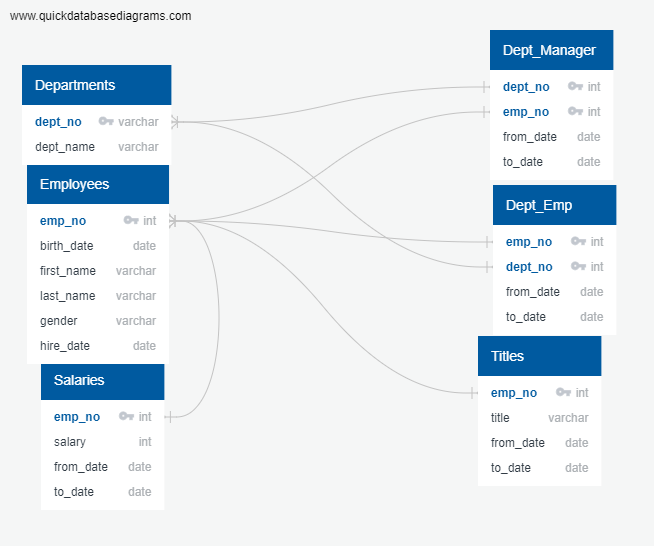 www.quickdatabasediagrams.com
Departments
dept_no varchar
dept_name varchar
Employees
emp_no int
birth_date date
first_name varchar
last_name varchar
gender varchar
hire_date date
Salaries
emp_no int
salary int
from_date date
to_date date
Dept_Manager
dept_no int
emp_no int
from_date date
to_date date
Dept_Emp
emp_no int
dept_no int
from_date date
to_date date
Titles
emp_no int
title varchar
from_date date
to_date date